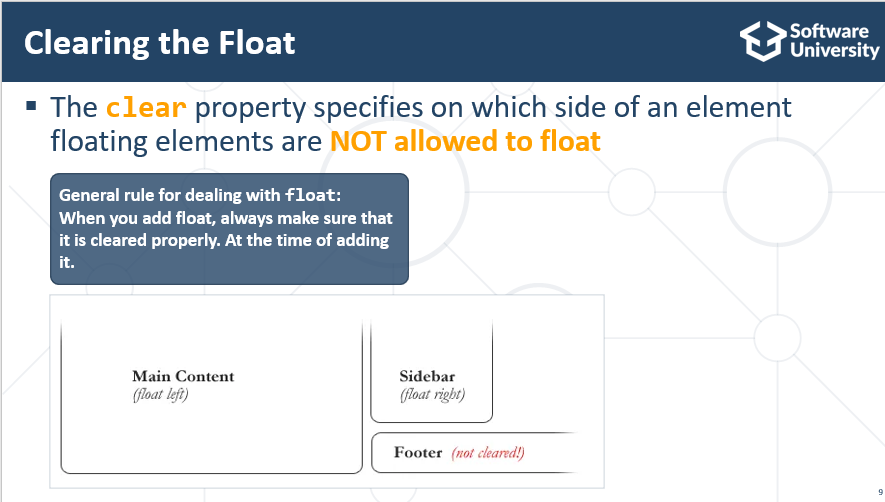 Clearing the Float
Software
University
▪ The clear property specifies on which side of an element
floating elements are NOT allowed to float
General rule for dealing with float:
When you add float, always make sure that
it is cleared properly. At the time of adding
it.
Main Content
(float left)
Sidebar
(float right)
Footer (not cleared!)
9